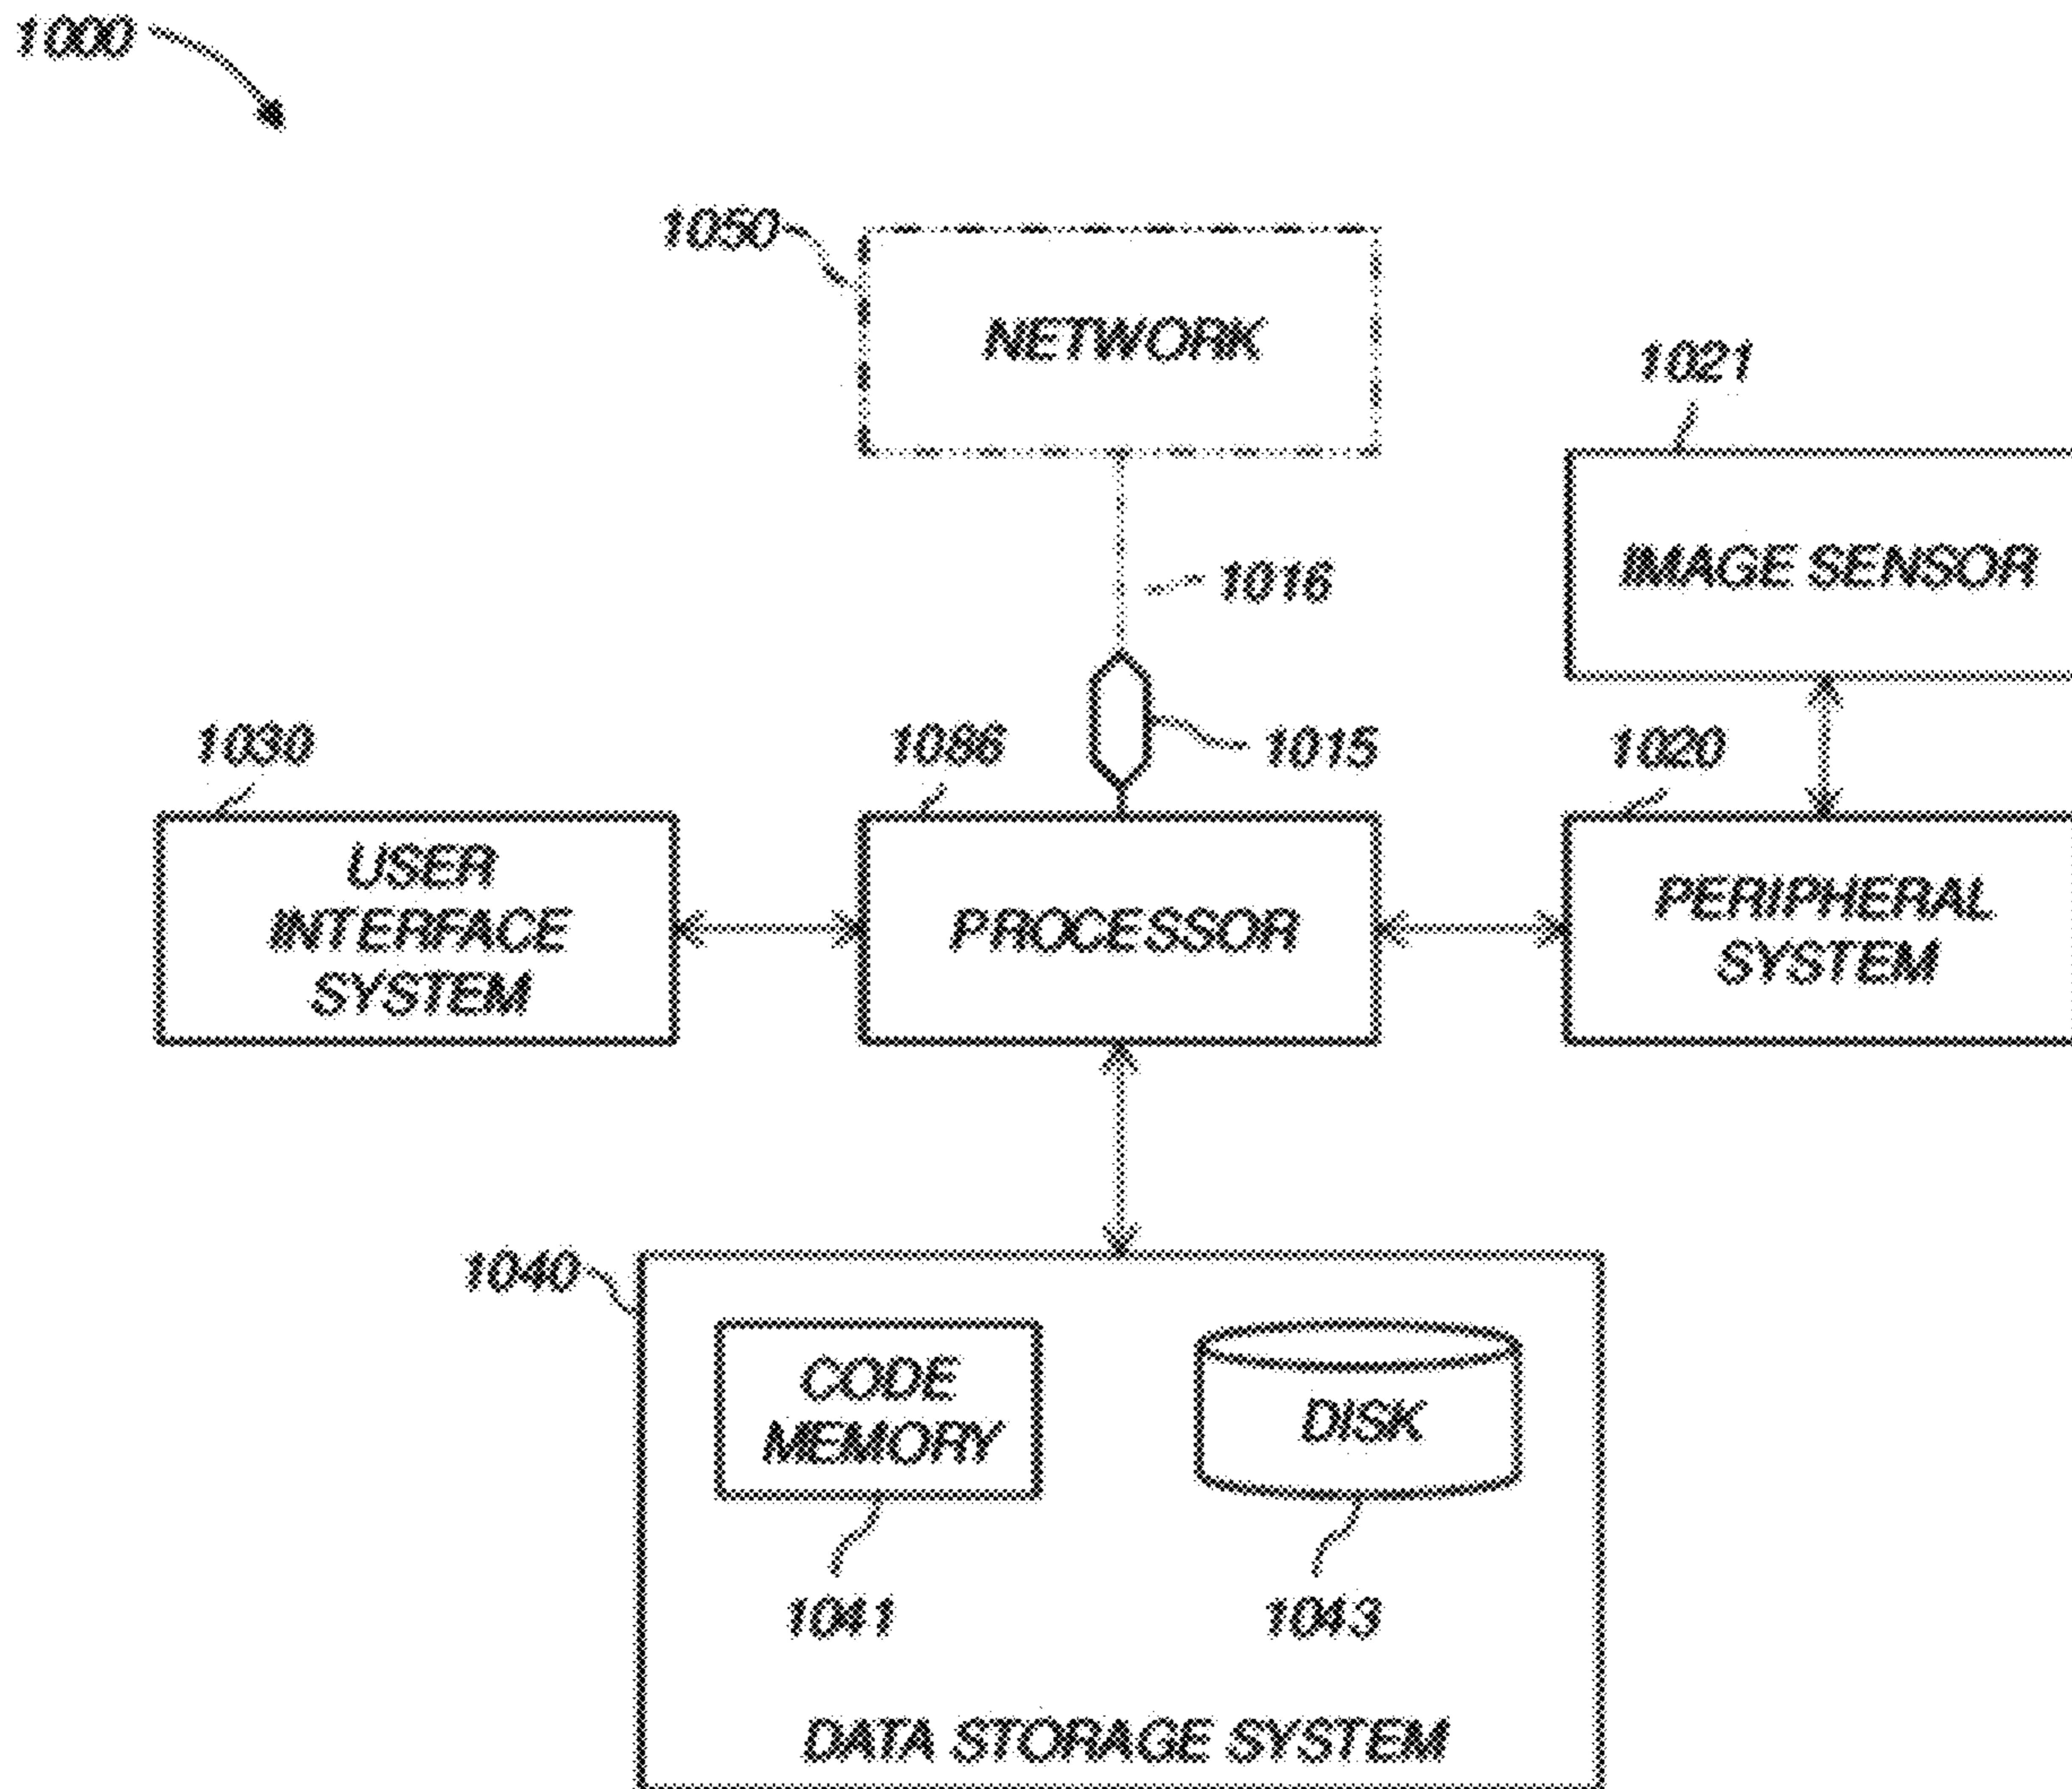 1000
1050
NETWORK
1021
IMAGE SENSOR
1016
1015
1030
1086
1020
USER
INTERFACE
SYSTEM
PROCESSOR
PERIPHERAL
SYSTEM
1040
CODE
MEMORY
DISK
1041
1043
DATA STORAGE SYSTEM